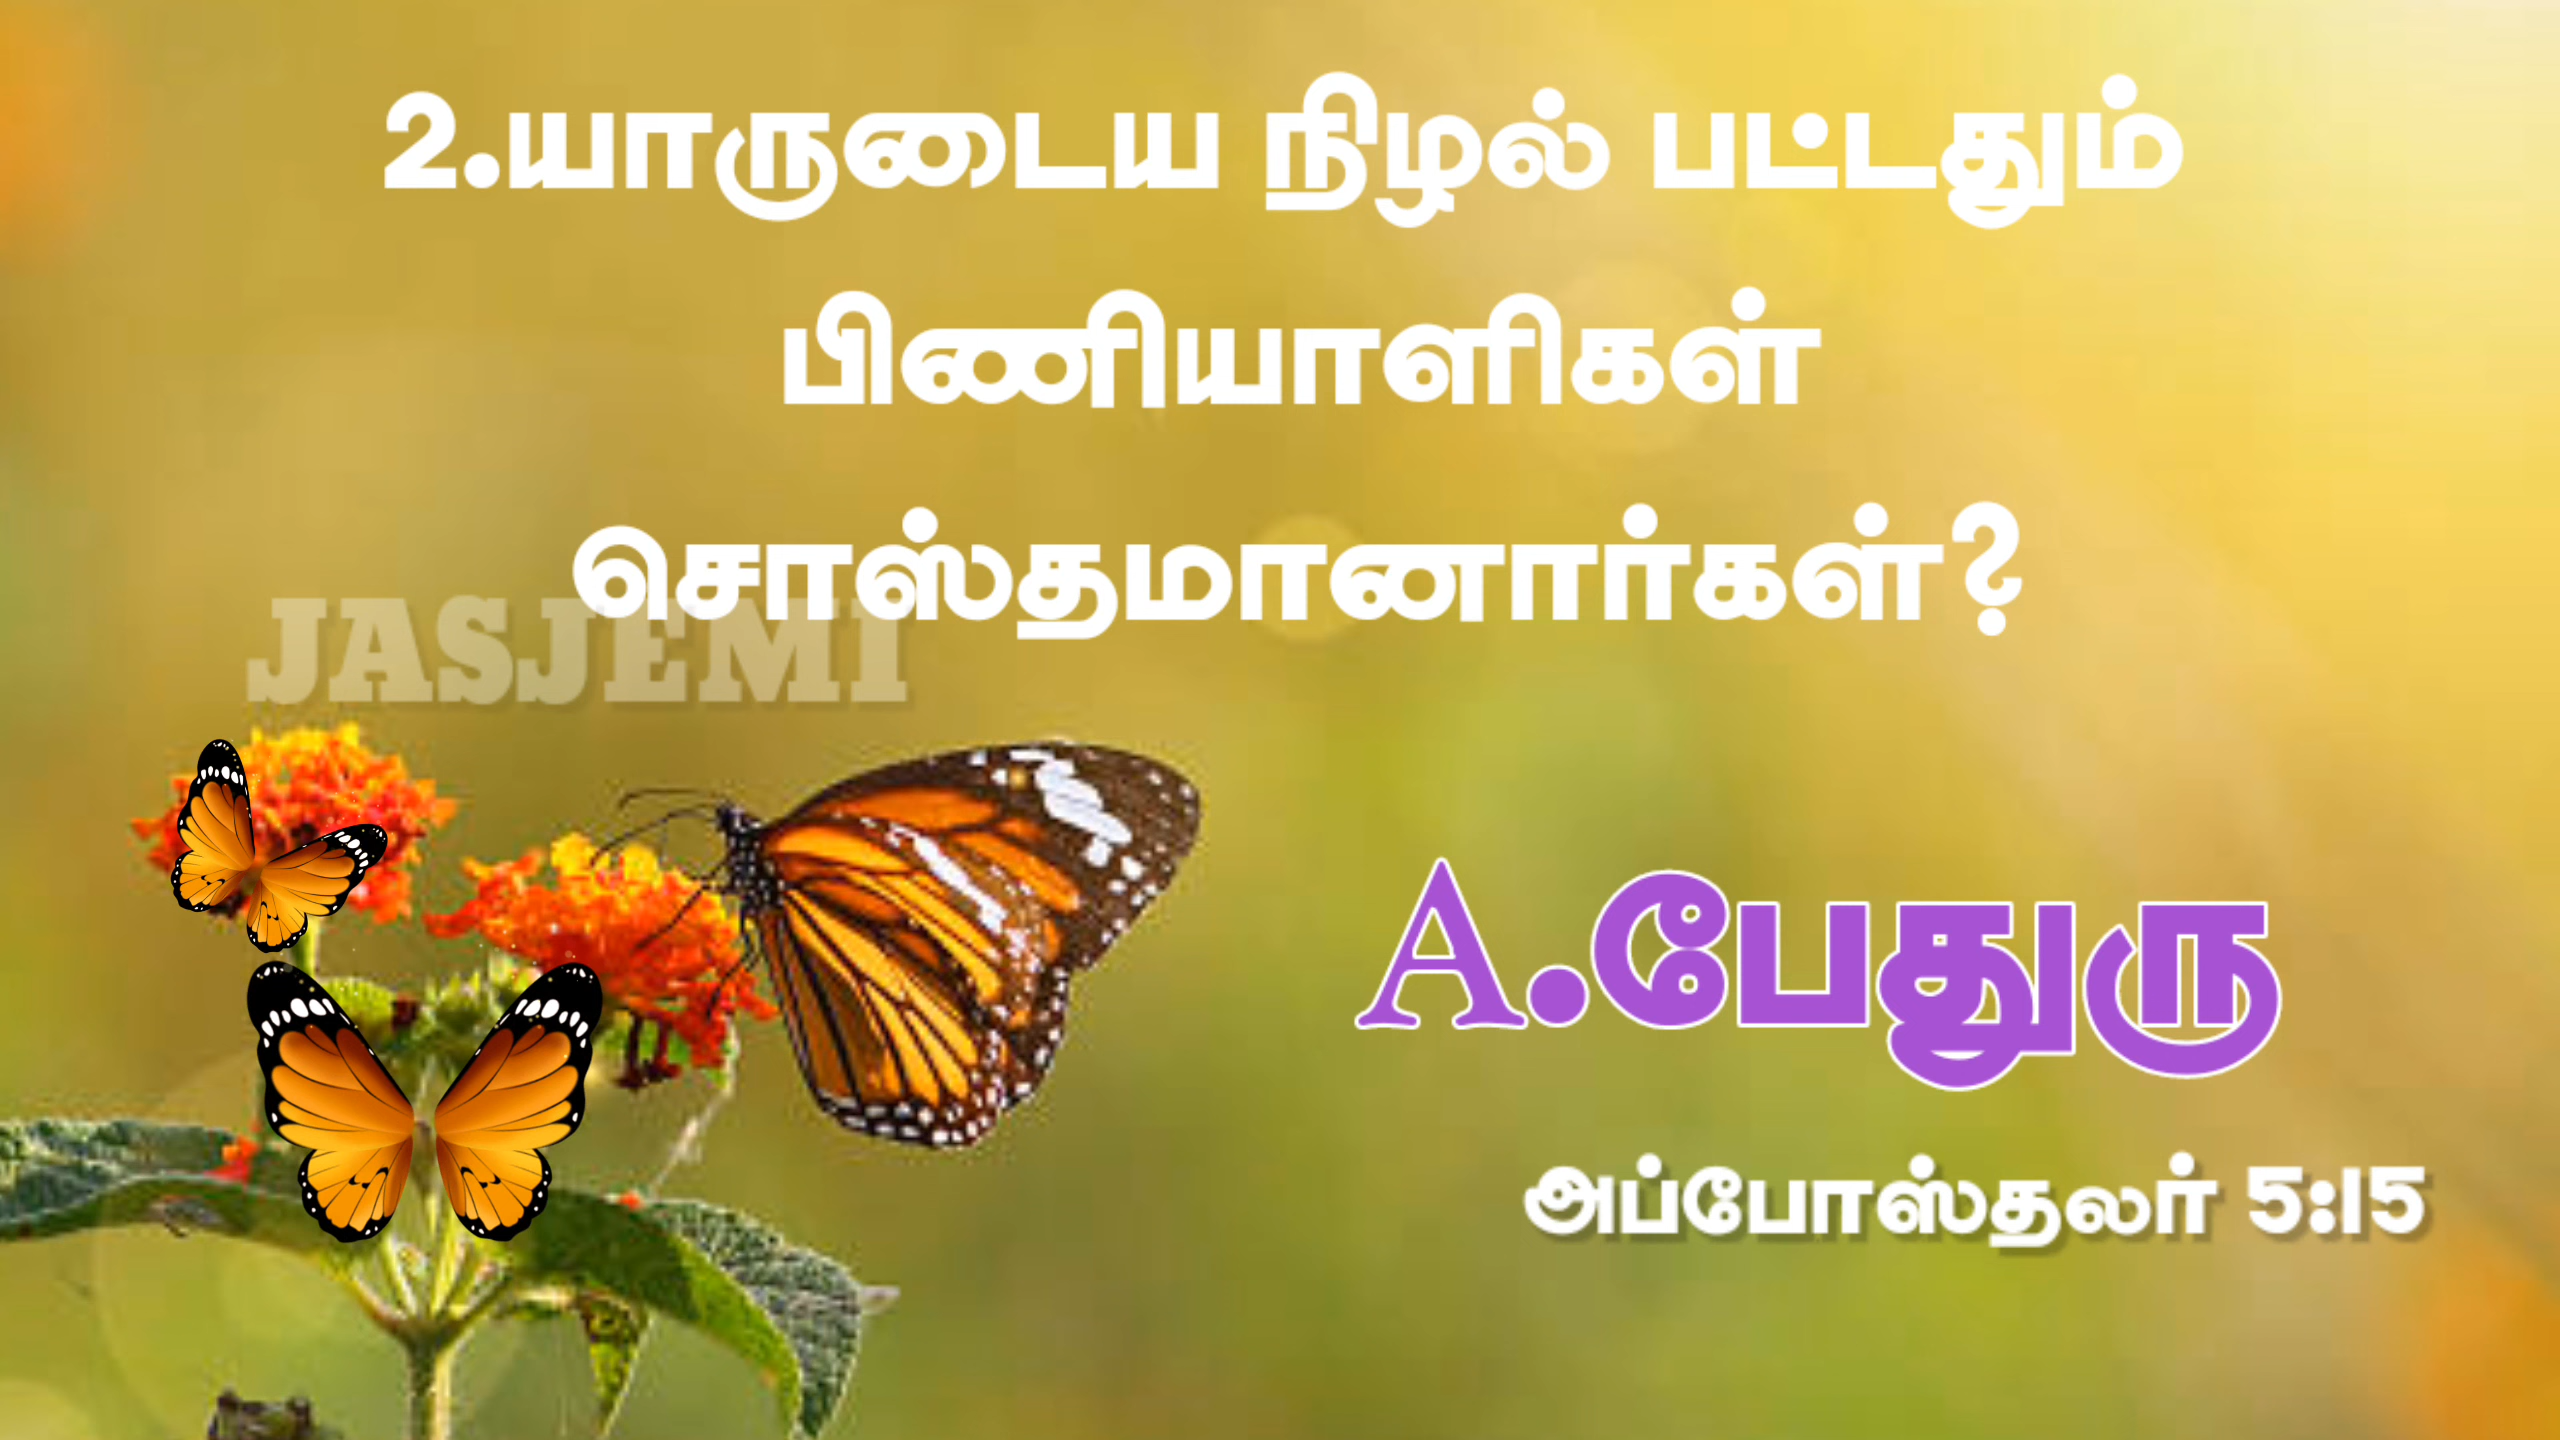 2.யாருடைய நிழல் பட்டதும்
பிணியாளிகள்
சொஸ்தமானார்கள்?
JASJEMI
A.பேதுரு
அப்போஸ்தலர் 5:15